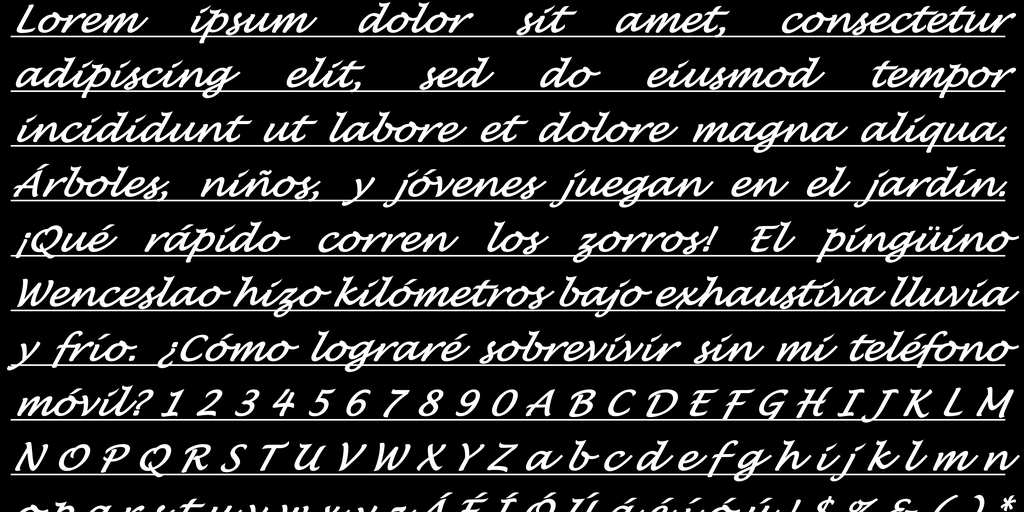 Lorem ipsum dolor sit amet, consectetur
adipiscing elit, sed do eiusmod tempor
incididunt ut labore et dolore magna aliqua.
Árboles, niños, y jóvenes juegan en el jardín.
¡Qué rápido corren los zorros! El pingüino
Wenceslao hizo kilómetros bajo exhaustiva lluvia
y frío. ¿Cómo lograré sobrevivir sin mi teléfono
móvil? 1 2 3 4 5 6 7 8 9 0 A B C D E F G H I J K L M
N O P Q R S T U V W X Y Z a b c d e f g h i j k l m n
o p q r s t u v w x y z Á É Í Ó Ú á é í ó ú ! $ % & ( ) *